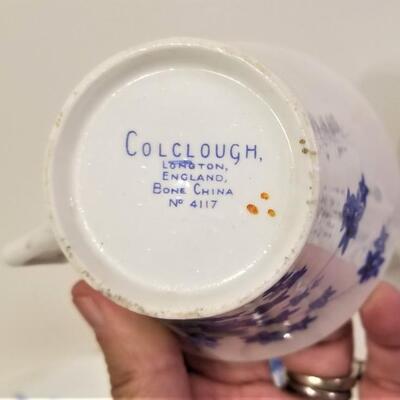 COLCLOUGH,
LONGTON,
ENGLAND,
BONE CHINA
Nº 4117